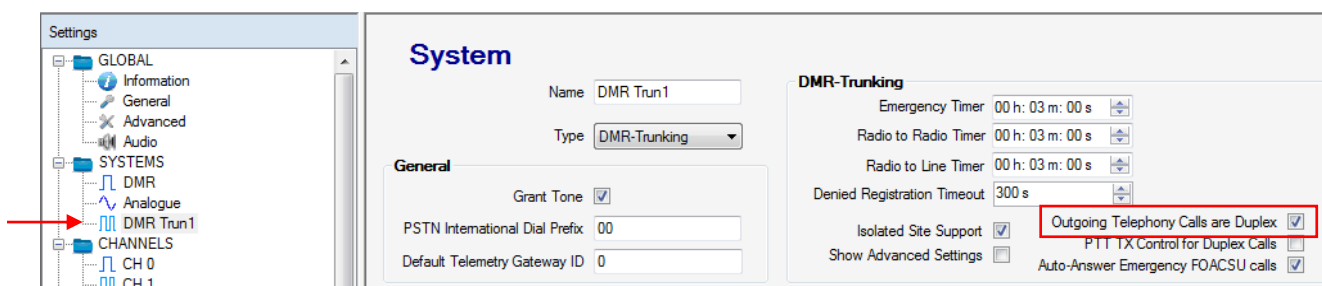 Settings
GLOBAL
Information
General
Advanced
Audio
SYSTEMS
DMR
Analogue
DMR Trun1
CHANNELS
CH 0
CH 1
System
Name DMR Trun1
Type DMR-Trunking
General
Grant Tone
PSTN International Dial Prefix 00
Default Telemetry Gateway ID 0
DMR-Trunking
Emergency Timer 00 h: 03 m: 00 s
Radio to Radio Timer 00 h: 03 m: 00 s
Radio to Line Timer 00 h: 03 m: 00 s
Denied Registration Timeout 300 s
Isolated Site Support
Show Advanced Settings
Outgoing Telephony Calls are Duplex
PTT TX Control for Duplex Calls
Auto-Answer Emergency FOACSU calls